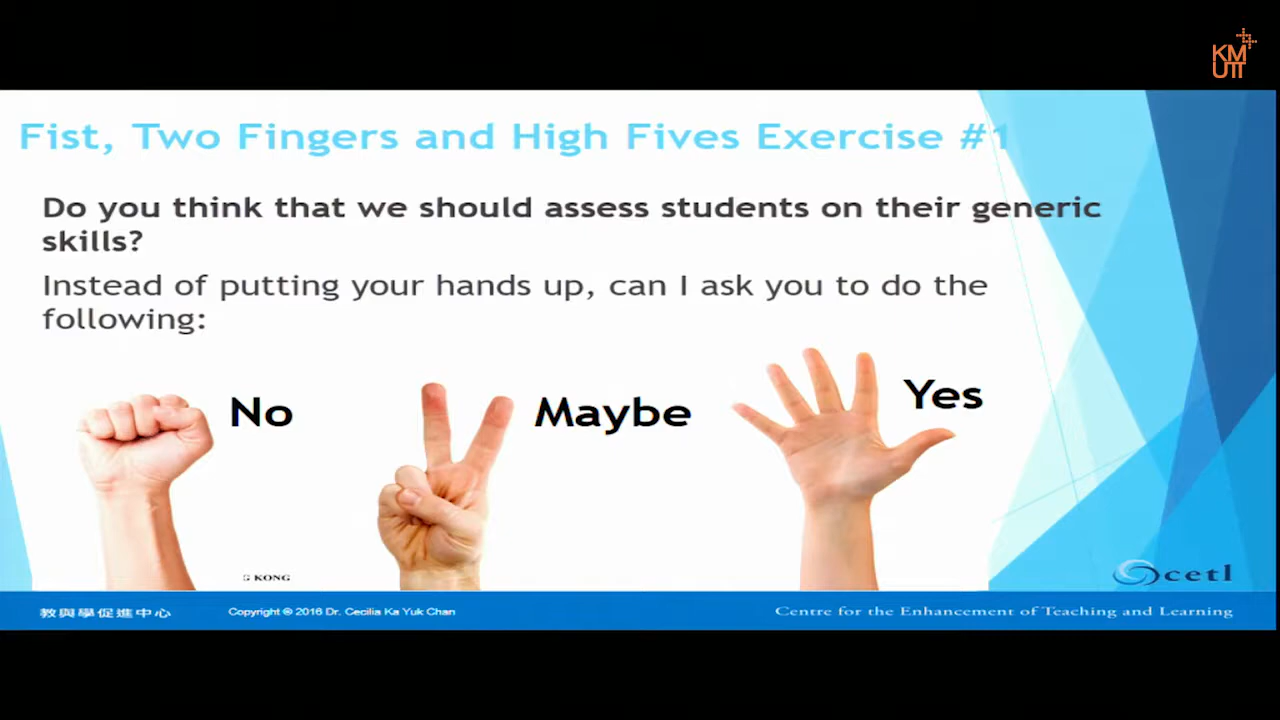 KM
UTT
Fist, Two Fingers and High Fives Exercise #1
Do you think that we should assess students on their generic
skills?
Instead of putting your hands up, can I ask you to do the
following:
No
Maybe
Yes
G KONG
cetl
教與學促進中心
Copyright © 2016 Dr. Cecilia Ka Yuk Chan
Centre for the Enhancement of Teaching and Learning